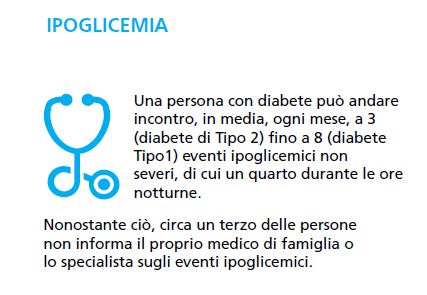 IPOGLICEMIA
Una persona con diabete può andare
incontro, in media, ogni mese, a 3
(diabete di Tipo 2) fino a 8 (diabete
Tipo1) eventi ipoglicemici non
severi, di cui un quarto durante le ore
notturne.
Nonostante ciò, circa un terzo delle persone
non informa il proprio medico di famiglia o
lo specialista sugli eventi ipoglicemici.